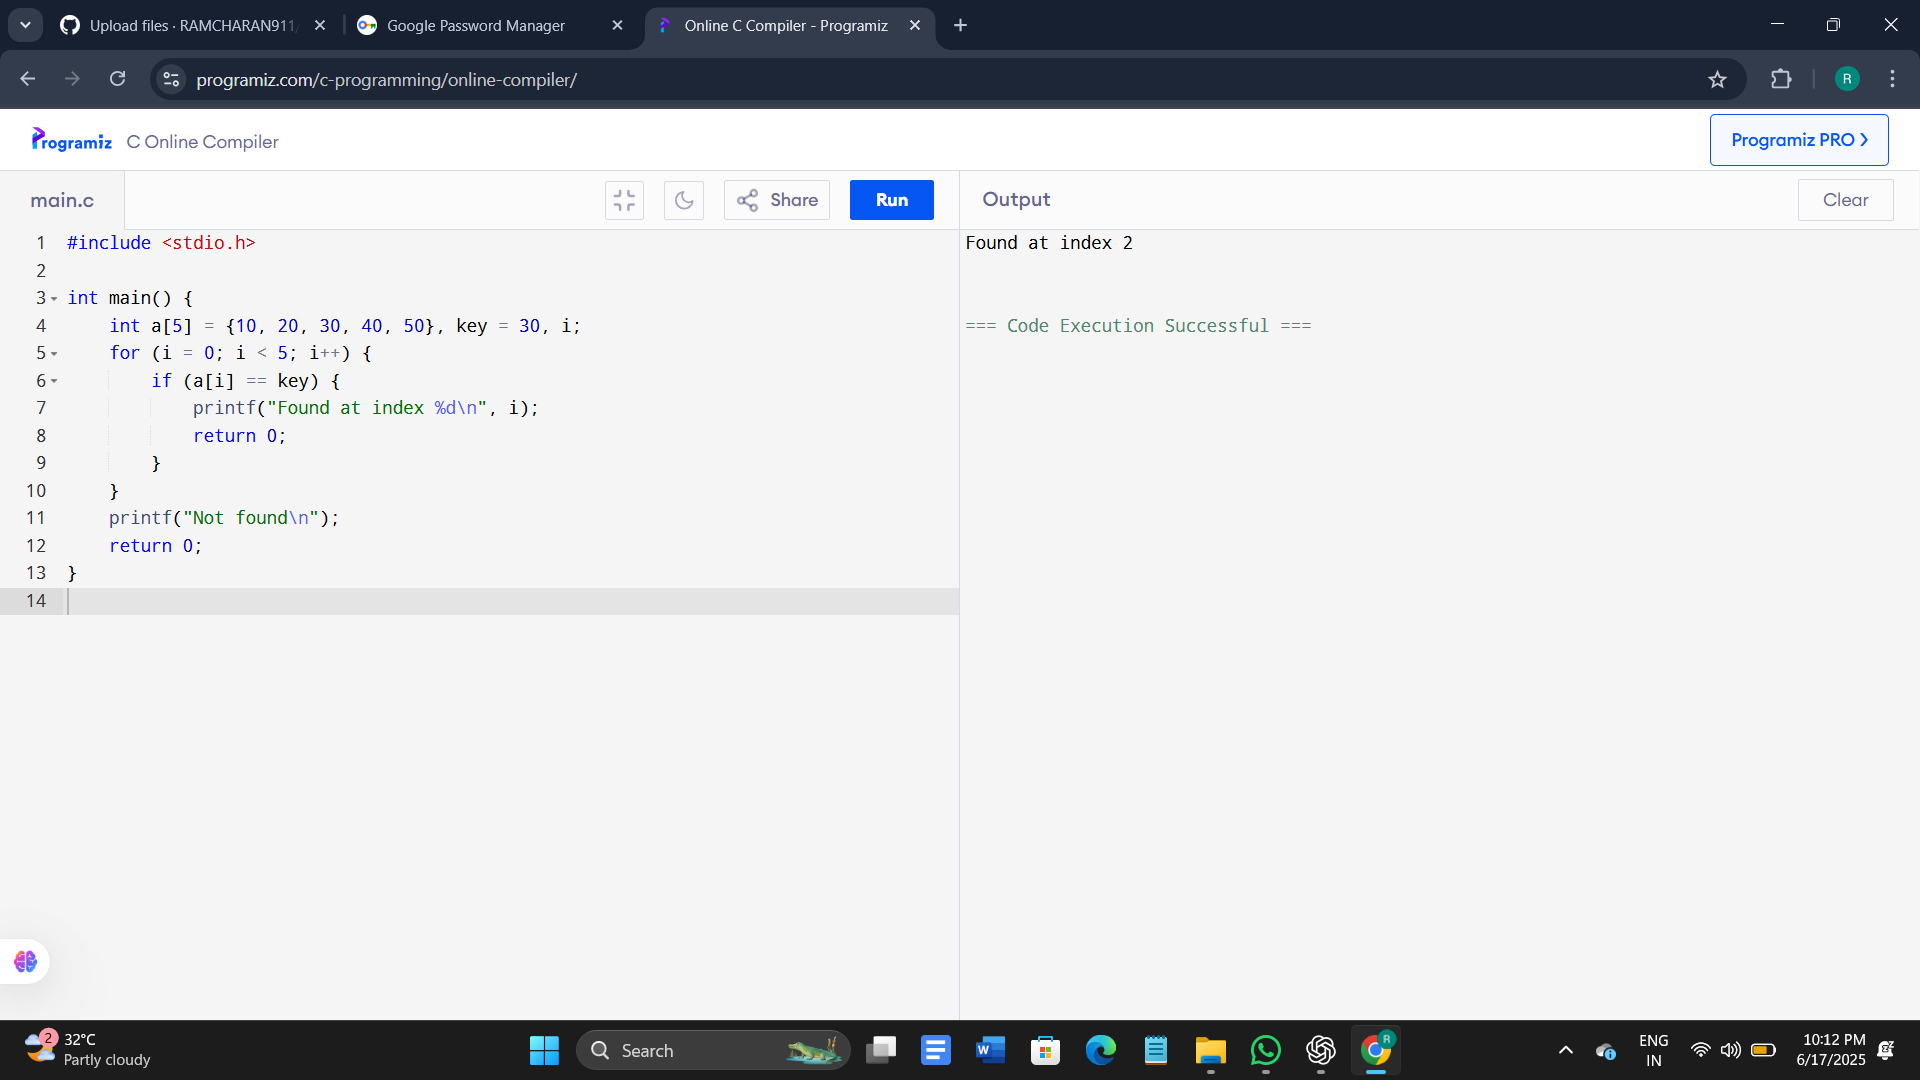 Upload files · RAMCHARAN911/
Google Password Manager
Online C Compiler - Programiz
programiz.com/c-programming/online-compiler/
R
Programiz C Online Compiler
Programiz PRO
main.c
Share
Run
Output
Clear
1 #include <stdio.h>
2
3 int main() {
4     int a[5] = {10, 20, 30, 40, 50}, key = 30, i;
5     for (i = 0; i < 5; i++) {
6         if (a[i] == key) {
7             printf("Found at index %d\n", i);
8             return 0;
9         }
10     }
11     printf("Not found\n");
12     return 0;
13 }
14
Found at index 2
=== Code Execution Successful ===
2
32°C
Partly cloudy
Search
W
R
ENG
IN
10:12 PM
6/17/2025